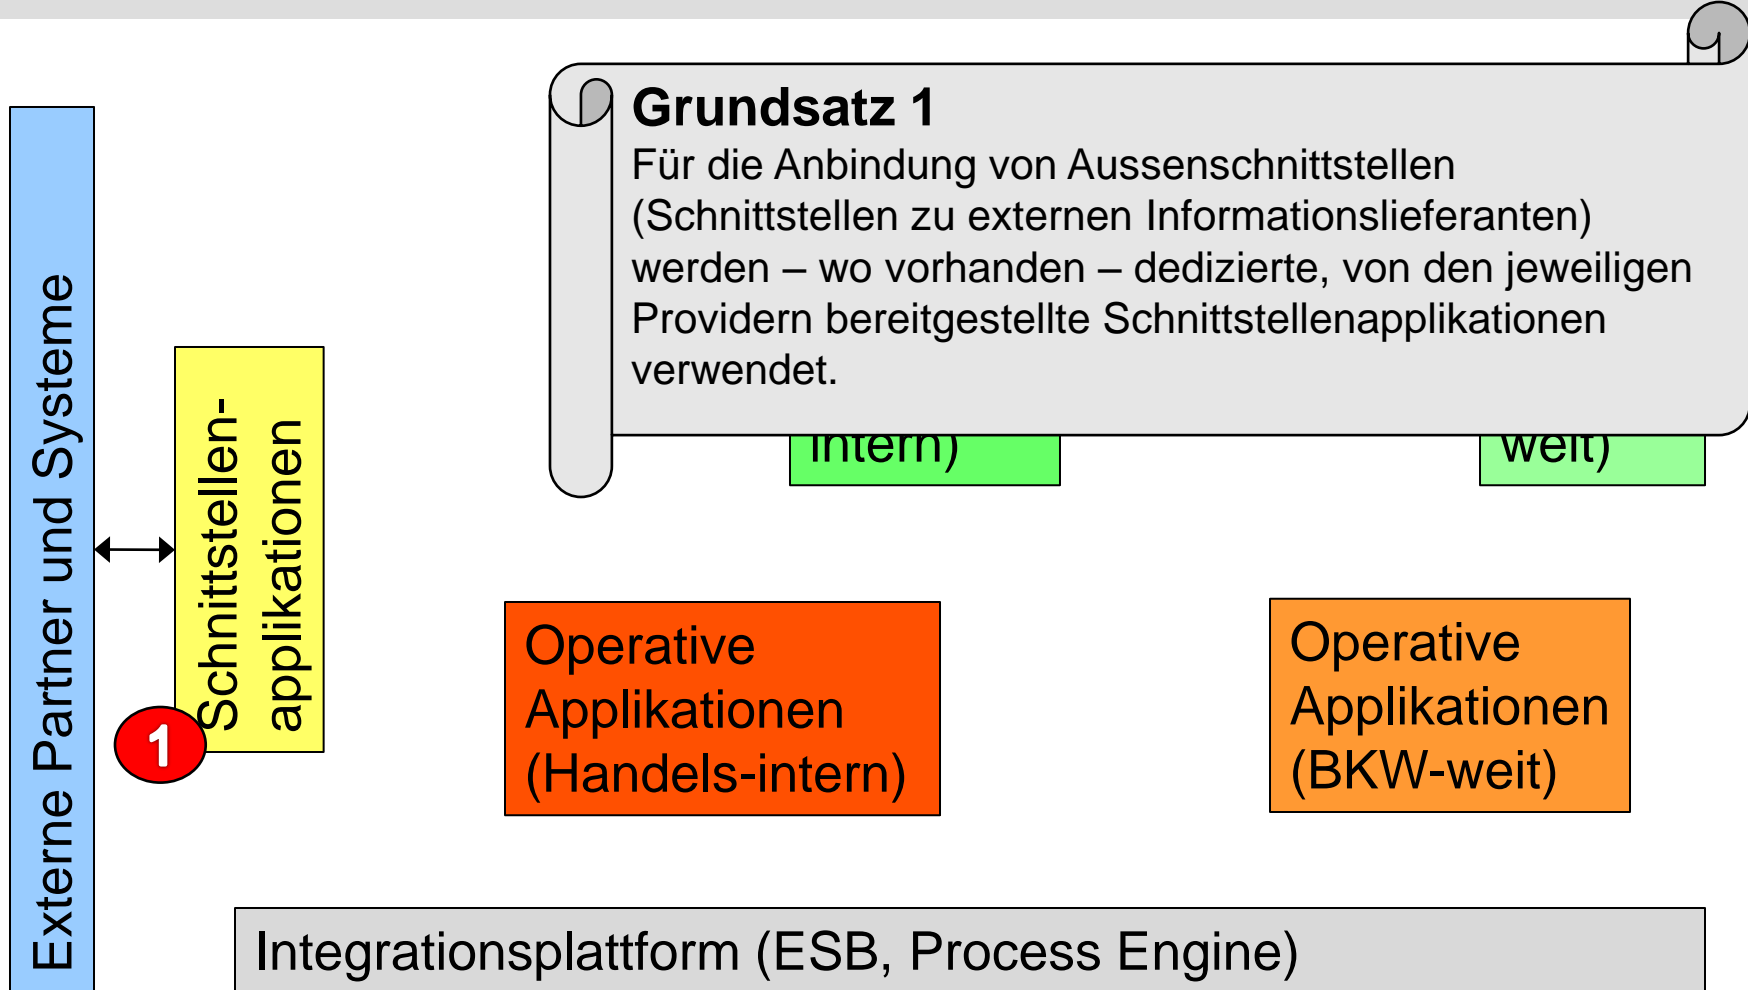 Grundsatz 1
Für die Anbindung von Aussenschnittstellen
(Schnittstellen zu externen Informationslieferanten)
werden – wo vorhanden – dedizierte, von den jeweiligen
Providern bereitgestellte Schnittstellenapplikationen
verwendet.
intern)
weit)
Externe Partner und Systeme
Schnittstellen-
applikationen
1
Operative
Applikationen
(Handels-intern)
Operative
Applikationen
(BKW-weit)
Integrationsplattform (ESB, Process Engine)